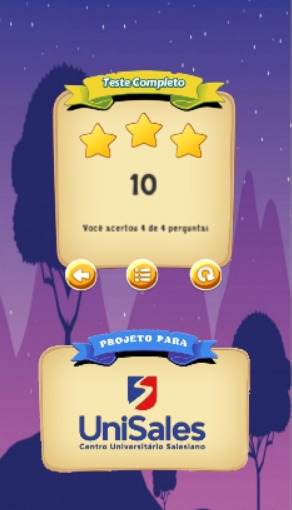 Teste Completo
10
Você acertou 4 de 4 perguntas
PROJETO PARA
UniSales
Centro Universitário Salesiano